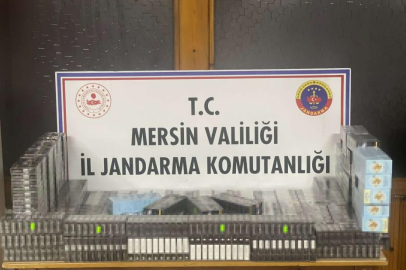 T.C.
MERSİN VALİLİĞİ
İL JANDARMA KOMUTANLIĞI